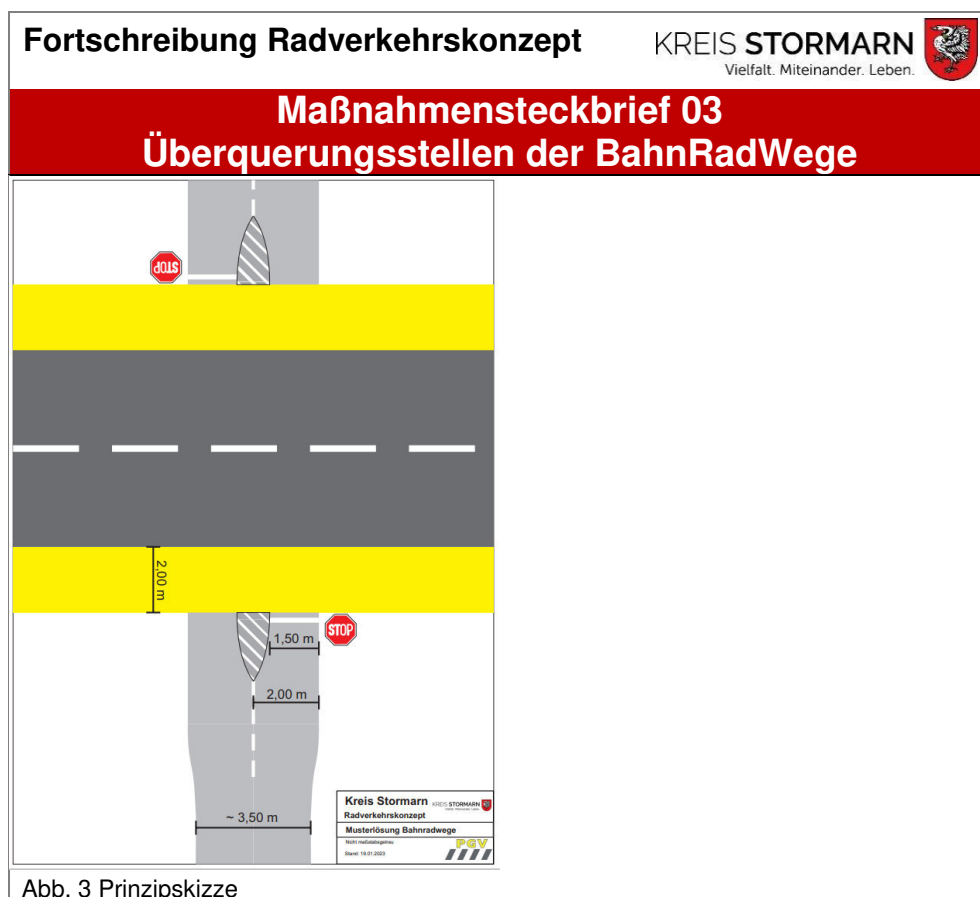 Fortschreibung Radverkehrskonzept
KREIS STORMARN
Vielfalt. Miteinander. Leben.
Maßnahmensteckbrief 03
Überquerungsstellen der BahnRadWege
STOP
2,00 m
STOP
1,50 m
2,00 m
~ 3,50 m
Kreis Stormarn
KREIS STORMARN
Radverkehrskonzept
Musterlösung Bahnradwege
Nicht maßstabsgetreu
PGV
Stand: 19.01.2023
Abb. 3 Prinzipskizze